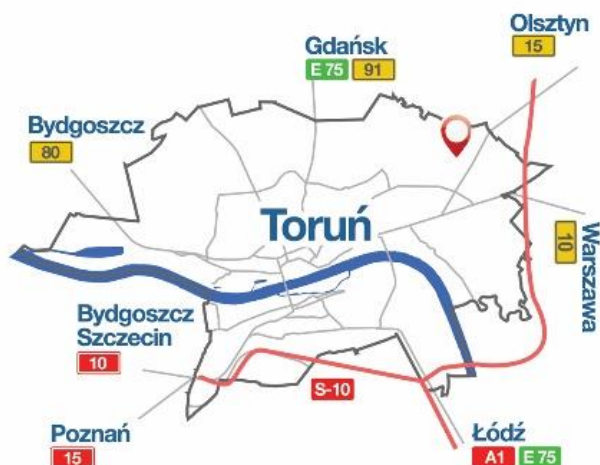 Olsztyn
15
Gdańsk
E 75 91
Bydgoszcz
80
Toruń
10
Warszawa
Bydgoszcz
Szczecin
10
S-10
Poznań
15
Łódź
A1 E 75